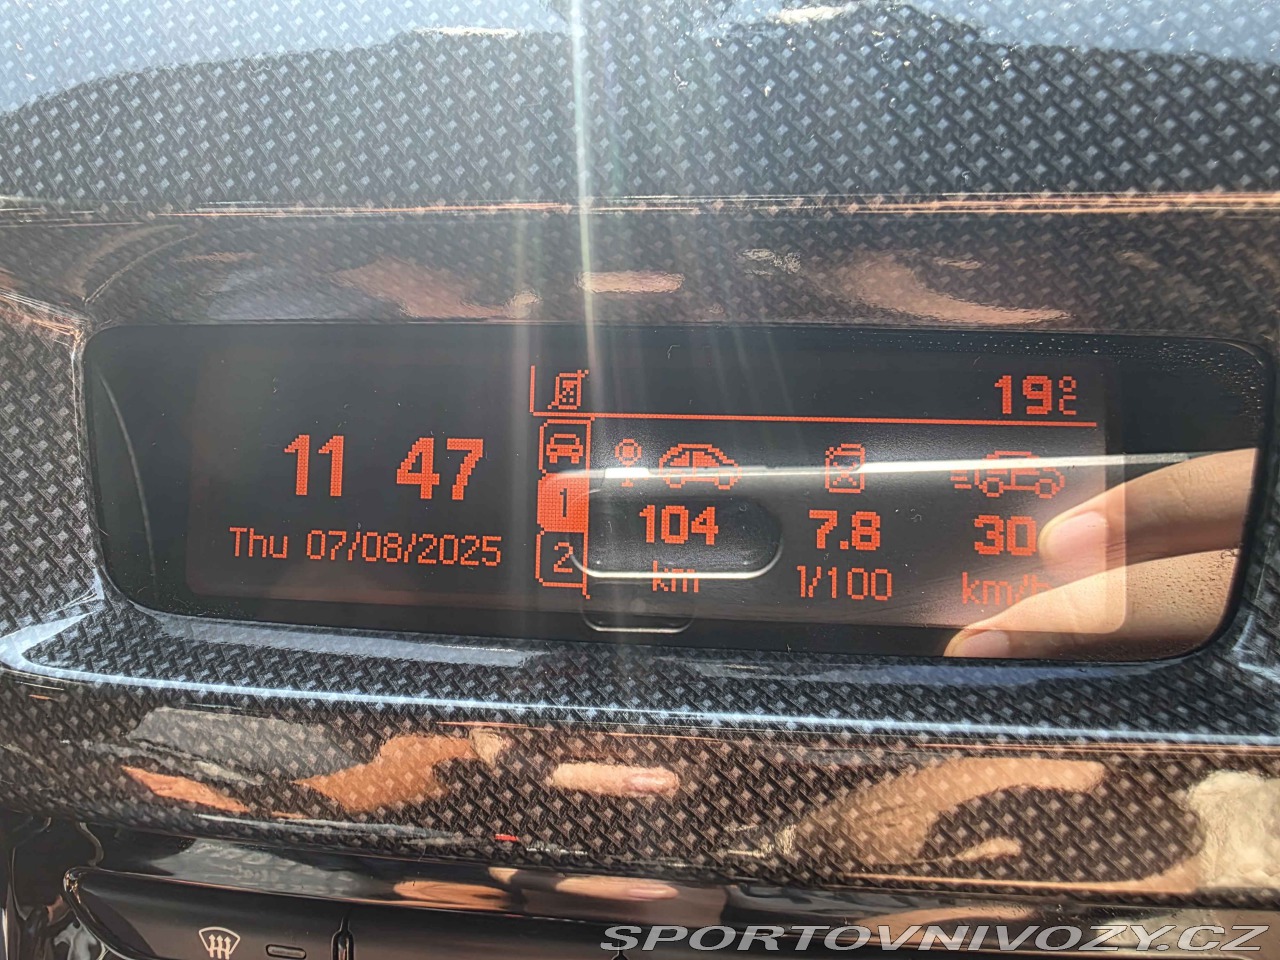 19°C
11 47
Thu 07/08/2025
1
2
104
km
7.8
l/100
30
km/h
SPORTOVNIVOZY.CZ